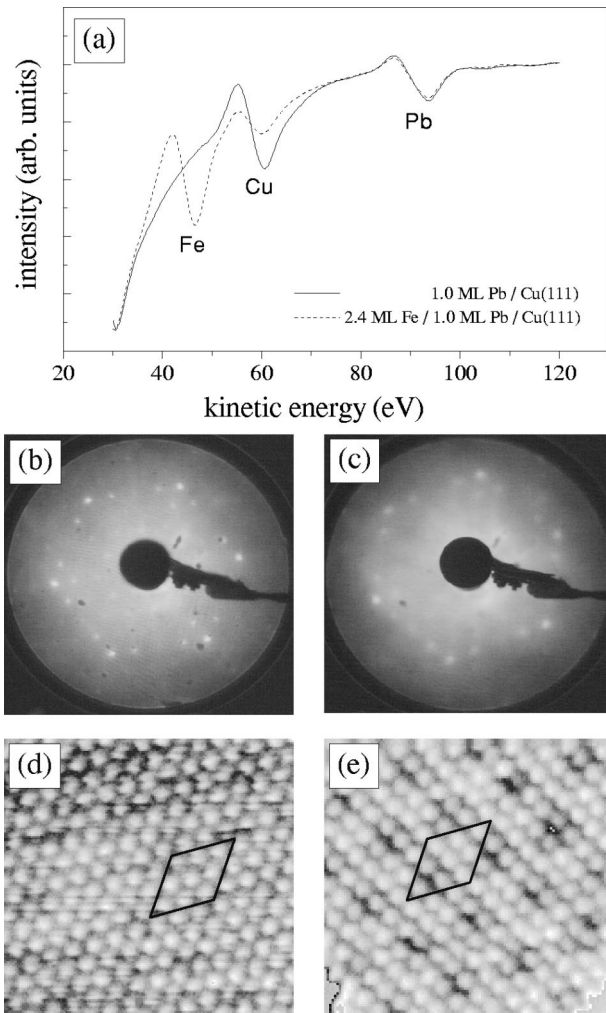 (a)
intensity (arb. units)
Pb
Cu
Fe
1.0 ML Pb / Cu(111)
2.4 ML Fe / 1.0 ML Pb / Cu(111)
20 40 60 80 100 120
kinetic energy (eV)
(b) (c)
(d) (e)